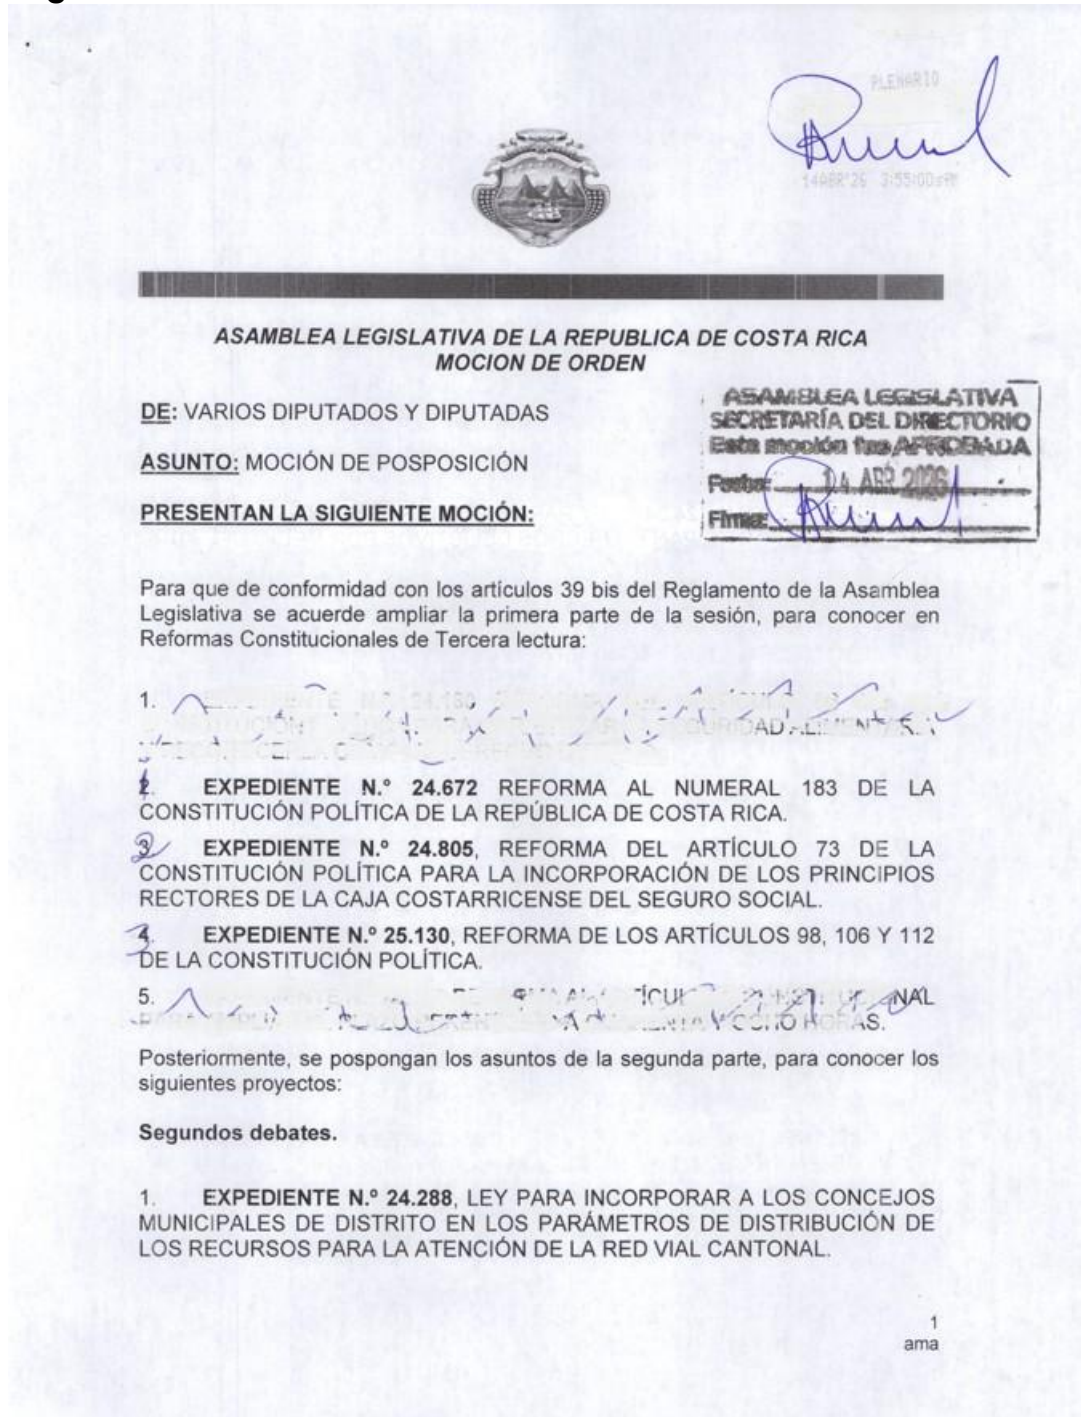 PLENARIO
14ABR'26 3:55:00
ASAMBLEA LEGISLATIVA DE LA REPUBLICA DE COSTA RICA
MOCION DE ORDEN
DE: VARIOS DIPUTADOS Y DIPUTADAS
ASUNTO: MOCIÓN DE POSPOSICIÓN
PRESENTAN LA SIGUIENTE MOCIÓN:
ASAMBLEA LEGISLATIVA
SECRETARÍA DEL DIRECTORIO
Esta moción fue APROBADA
Fecha: 14 ABR 2026
Firma:
Para que de conformidad con los artículos 39 bis del Reglamento de la Asamblea
Legislativa se acuerde ampliar la primera parte de la sesión, para conocer en
Reformas Constitucionales de Tercera lectura:
1.
2. EXPEDIENTE N.º 24.672 REFORMA AL NUMERAL 183 DE LA
CONSTITUCIÓN POLÍTICA DE LA REPÚBLICA DE COSTA RICA.
3. EXPEDIENTE N.º 24.805, REFORMA DEL ARTÍCULO 73 DE LA
CONSTITUCIÓN POLÍTICA PARA LA INCORPORACIÓN DE LOS PRINCIPIOS
RECTORES DE LA CAJA COSTARRICENSE DEL SEGURO SOCIAL.
4. EXPEDIENTE N.º 25.130, REFORMA DE LOS ARTÍCULOS 98, 106 Y 112
DE LA CONSTITUCIÓN POLÍTICA.
5.
HORAS.
Posteriormente, se pospongan los asuntos de la segunda parte, para conocer los
siguientes proyectos:
Segundos debates.
1. EXPEDIENTE N.º 24.288, LEY PARA INCORPORAR A LOS CONCEJOS
MUNICIPALES DE DISTRITO EN LOS PARÁMETROS DE DISTRIBUCIÓN DE
LOS RECURSOS PARA LA ATENCIÓN DE LA RED VIAL CANTONAL.
1
ama